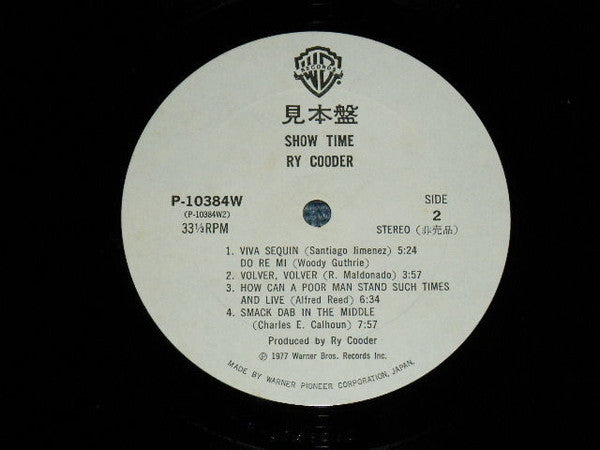 WB
RECORDS
見本盤
SHOW TIME
RY COODER
P-10384W
(P-10384W2)
33⅓RPM
SIDE
2
STEREO (非売品)
1. VIVA SEQUIN (Santiago Jimenez) 5:24
DO RE MI (Woody Guthrie)
2. VOLVER, VOLVER (R. Maldonado) 3:57
3. HOW CAN A POOR MAN STAND SUCH TIMES
AND LIVE (Alfred Reed) 6:34
4. SMACK DAB IN THE MIDDLE
(Charles E. Calhoun) 7:57
Produced by Ry Cooder
Ⓟ 1977 Warner Bros. Records Inc.
MADE BY WARNER PIONEER CORPORATION, JAPAN.